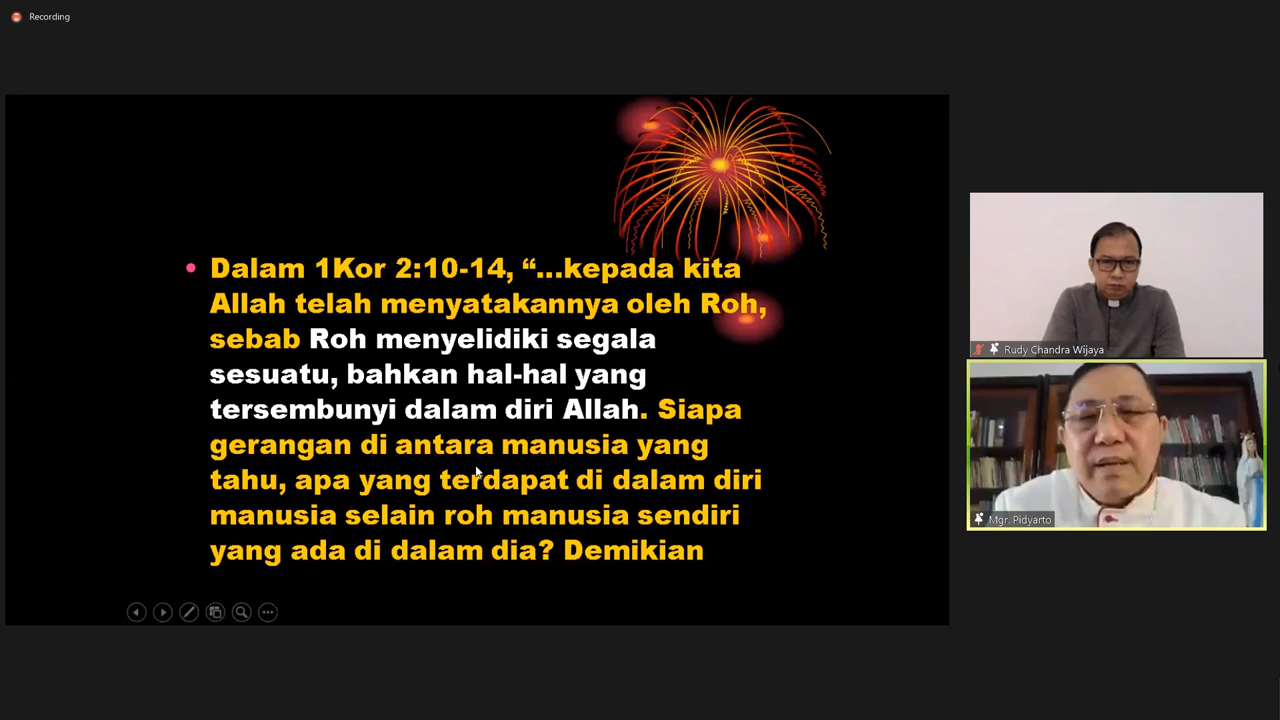 Recording
Dalam 1Kor 2:10-14, “...kepada kita
Allah telah menyatakannya oleh Roh,
sebab Roh menyelidiki segala
sesuatu, bahkan hal-hal yang
tersembunyi dalam diri Allah. Siapa
gerangan di antara manusia yang
tahu, apa yang terdapat di dalam diri
manusia selain roh manusia sendiri
yang ada di dalam dia? Demikian
Rudy Chandra Wijaya
Mgr. Pidyarto